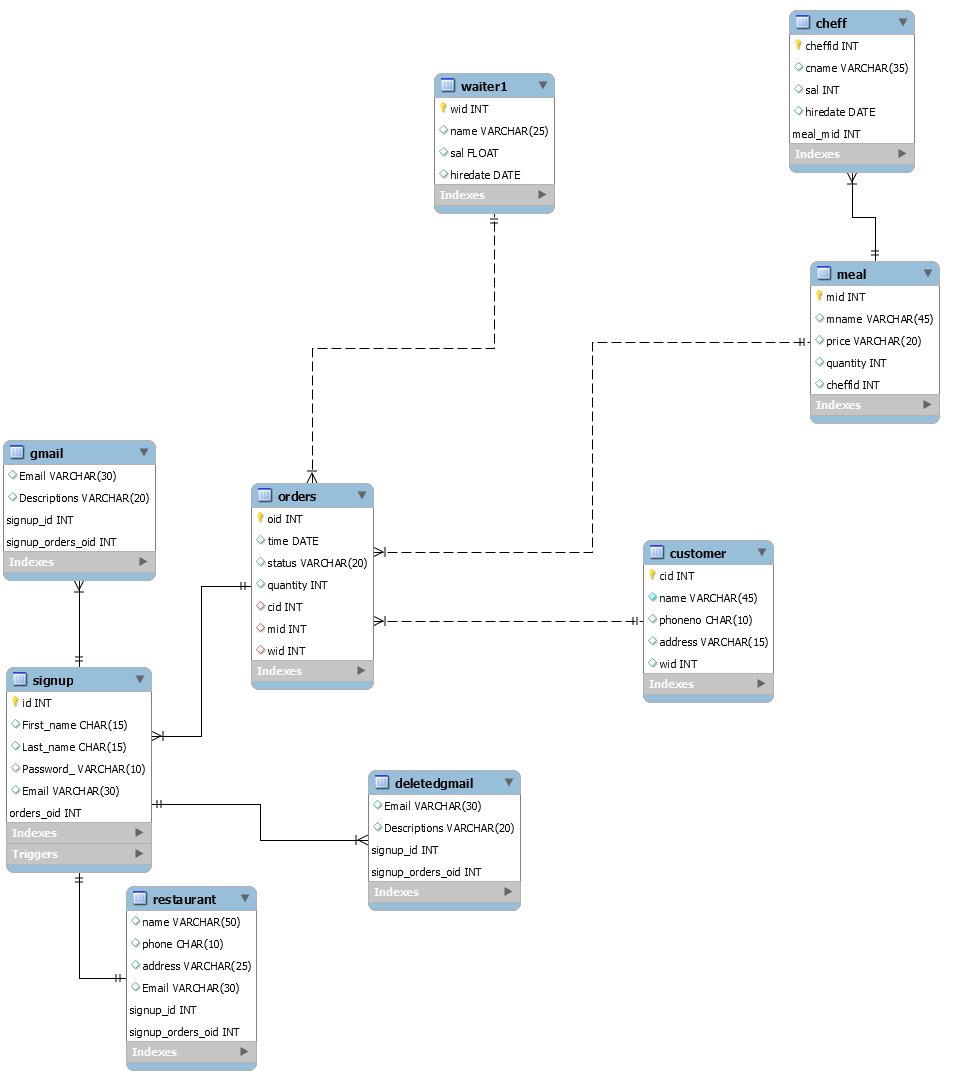 cheff
cheffid INT
cname VARCHAR(35)
sal INT
hiredate DATE
meal_mid INT
Indexes
waiter1
wid INT
name VARCHAR(25)
sal FLOAT
hiredate DATE
Indexes
meal
mid INT
mname VARCHAR(45)
price VARCHAR(20)
quantity INT
cheffid INT
Indexes
gmail
Email VARCHAR(30)
Descriptions VARCHAR(20)
signup_id INT
signup_orders_oid INT
Indexes
orders
oid INT
time DATE
status VARCHAR(20)
quantity INT
cid INT
mid INT
wid INT
Indexes
customer
cid INT
name VARCHAR(45)
phoneno CHAR(10)
address VARCHAR(15)
wid INT
Indexes
signup
id INT
First_name CHAR(15)
Last_name CHAR(15)
Password_ VARCHAR(10)
Email VARCHAR(30)
orders_oid INT
Indexes
Triggers
deletedgmail
Email VARCHAR(30)
Descriptions VARCHAR(20)
signup_id INT
signup_orders_oid INT
Indexes
restaurant
name VARCHAR(50)
phone CHAR(10)
address VARCHAR(25)
Email VARCHAR(30)
signup_id INT
signup_orders_oid INT
Indexes